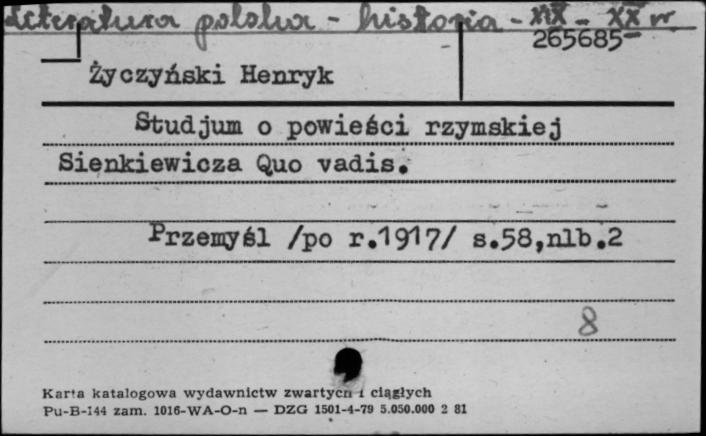 Literatura polska - historia - XIX - XX w.
265685
Życzyński Henryk
Studjum o powieści rzymskiej
Sienkiewicza Quo vadis.
Przemyśl /po r.1917/ s.58,nlb.2
8
Karta katalogowa wydawnictw zwartych i ciągłych
Pu-B-144 zam. 1016-WA-O-n — DZG 1501-4-79 5.050.000 2 81